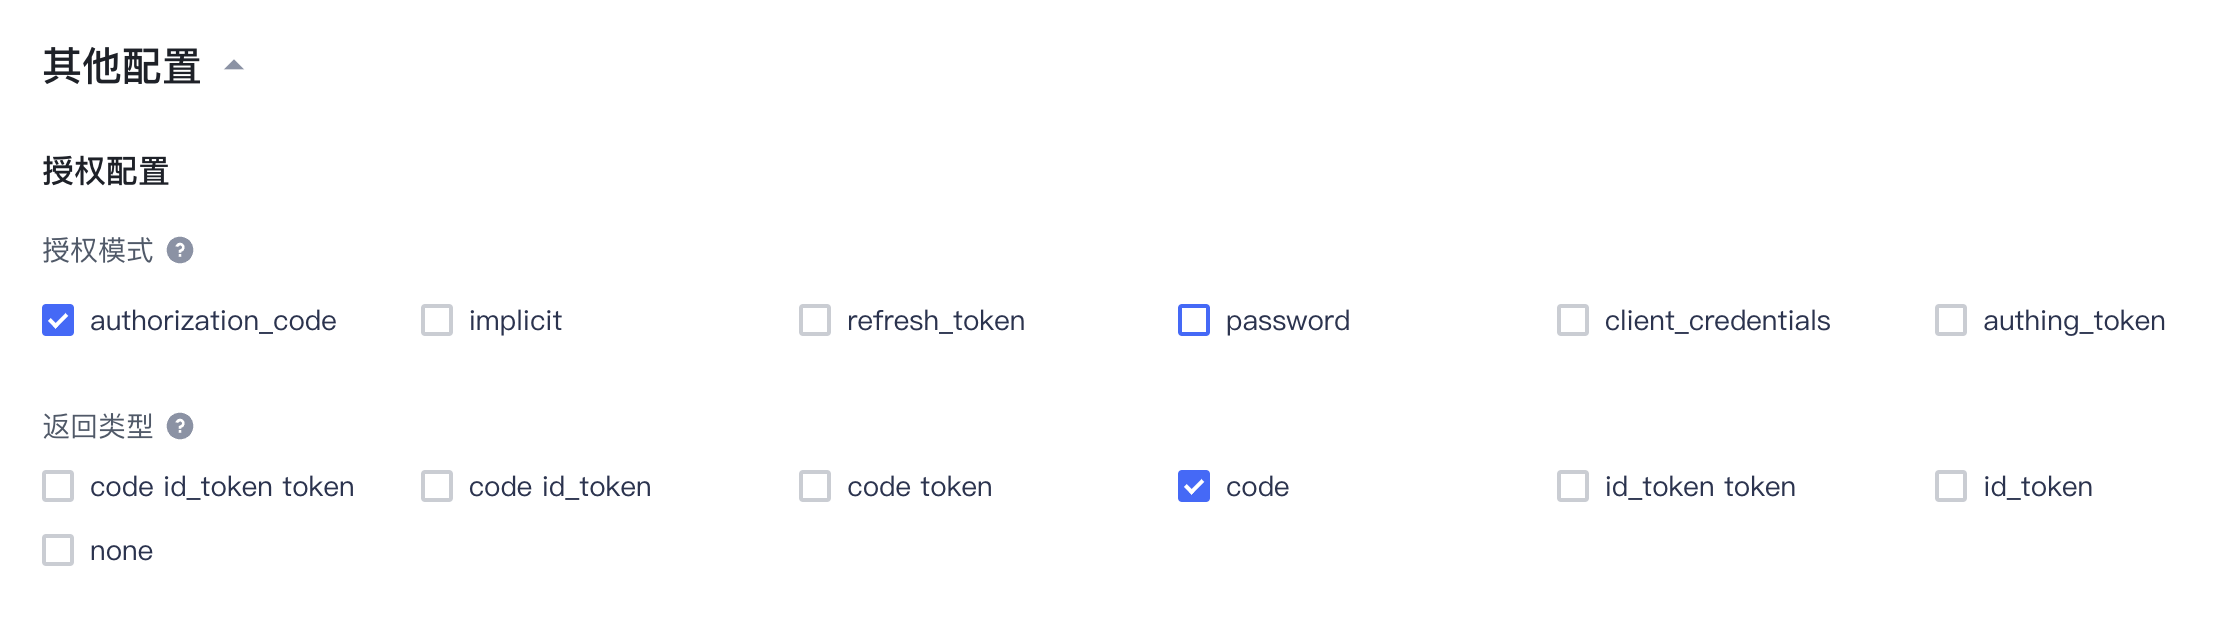 其他配置
授权配置
授权模式 ?
authorization_code implicit refresh_token password client_credentials authing_token
返回类型 ?
code id_token token code id_token code token code id_token token id_token
none